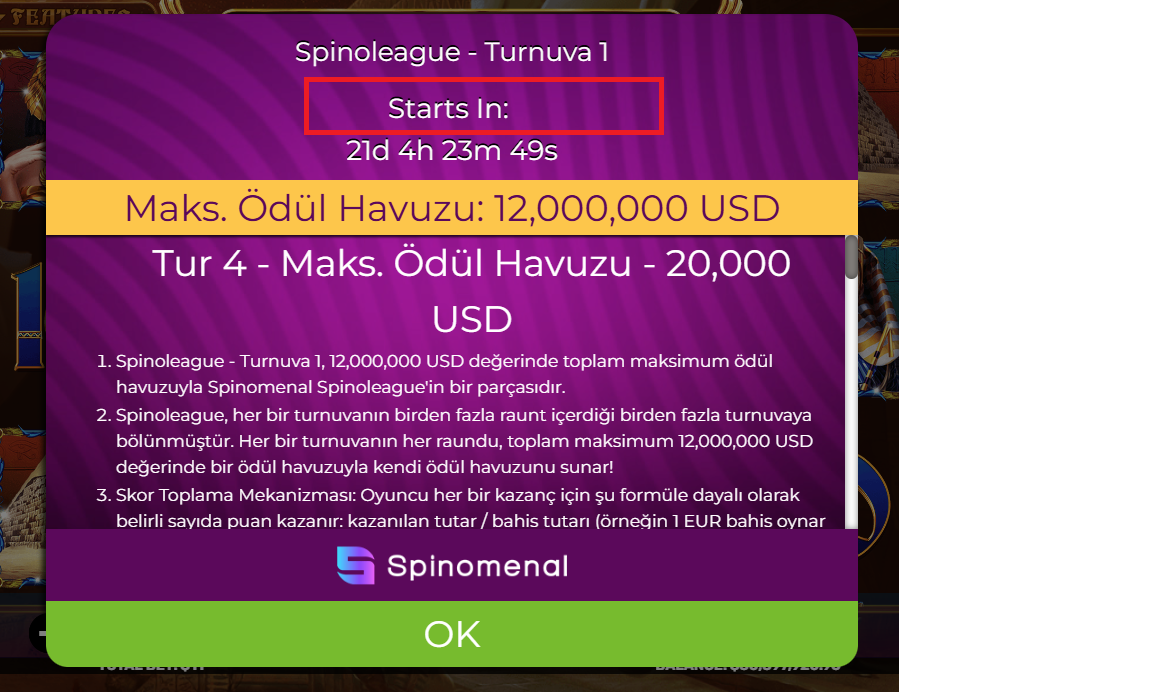 FEATURES
Spinoleague - Turnuva 1
Starts In:
21d 4h 23m 49s
Maks. Ödül Havuzu: 12,000,000 USD
Tur 4 - Maks. Ödül Havuzu - 20,000
USD
1. Spinoleague - Turnuva 1, 12,000,000 USD değerinde toplam maksimum ödül
havuzuyla Spinomenal Spinoleague'in bir parçasıdır.
2. Spinoleague, her bir turnuvanın birden fazla raunt içerdiği birden fazla turnuvaya
bölünmüştür. Her bir turnuvanın her raundu, toplam maksimum 12,000,000 USD
değerinde bir ödül havuzuyla kendi ödül havuzunu sunar!
3. Skor Toplama Mekanizması: Oyuncu her bir kazanç için şu formüle dayalı olarak
belirli sayıda puan kazanır: kazanılan tutar / bahis tutarı (örneğin 1 EUR bahis oynar
Spinomenal
OK